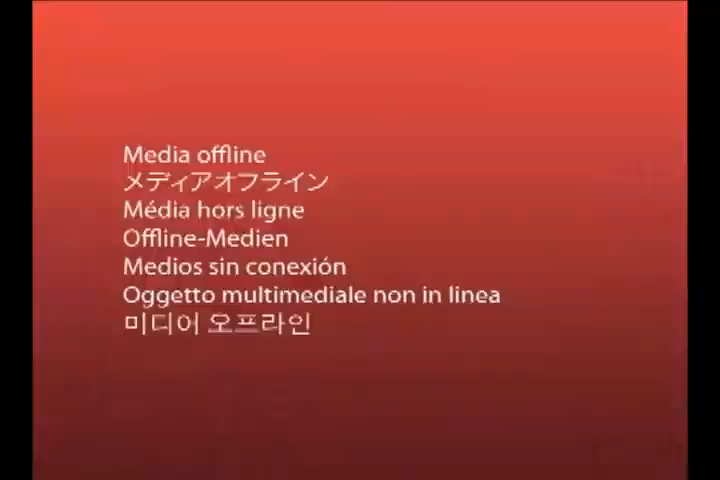 Media offline
メディアオフライン
Média hors ligne
Offline-Medien
Medios sin conexión
Oggetto multimediale non in linea
미디어 오프라인